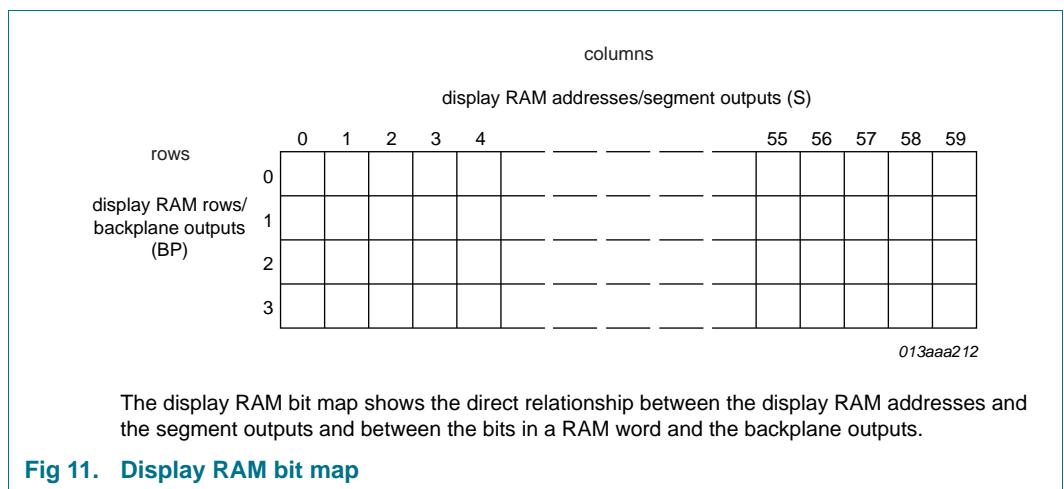 columns
display RAM addresses/segment outputs (S)
0 1 2 3 4 55 56 57 58 59
rows
0
display RAM rows/
backplane outputs
(BP)
1
2
3
013aaa212
The display RAM bit map shows the direct relationship between the display RAM addresses and
the segment outputs and between the bits in a RAM word and the backplane outputs.
Fig 11. Display RAM bit map